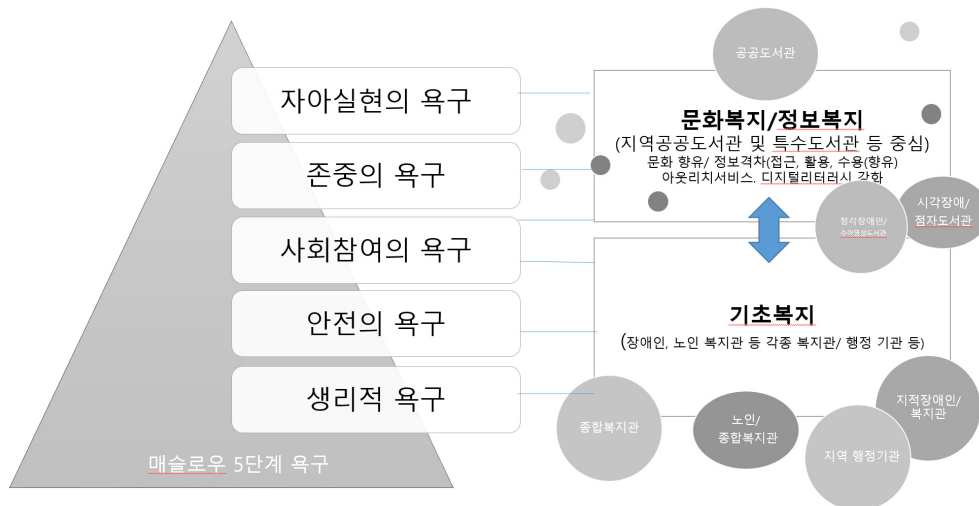 자아실현의 욕구
존중의 욕구
사회참여의 욕구
안전의 욕구
생리적 욕구
매슬로우 5단계 욕구
공공도서관
문화복지/정보복지
(지역공공도서관 및 특수도서관 등 중심)
문화 향유/ 정보격차(접근, 활용, 수용(향유)
아웃리치서비스. 디지털리터러시 강화
청각장애인/
수어영상도서관
시각장애/
점자도서관
기초복지
(장애인, 노인 복지관 등 각종 복지관/ 행정 기관 등)
종합복지관
노인/
종합복지관
지역 행정기관
지적장애인/
복지관